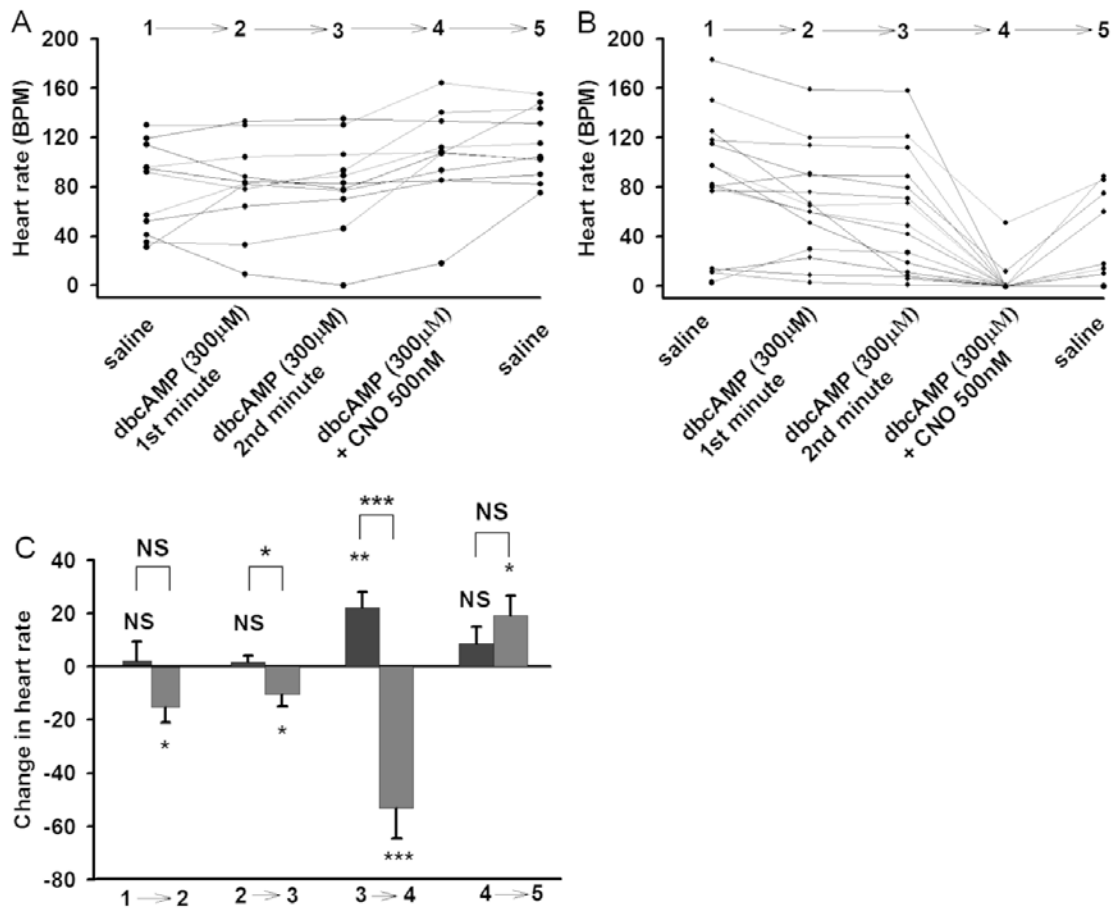 A
1 2 3 4 5
200
160
120
80
40
0
Heart rate (BPM)
saline
dbcAMP (300µM)
1st minute
dbcAMP (300µM)
2nd minute
dbcAMP (300µM)
+ CNO 500nM
saline
B
1 2 3 4 5
200
160
120
80
40
0
Heart rate (BPM)
saline
dbcAMP (300µM)
1st minute
dbcAMP (300µM)
2nd minute
dbcAMP (300µM)
+ CNO 500nM
saline
C
40
20
0
-20
-40
-60
-80
Change in heart rate
NS
NS
*
*
NS
*
***
**
***
NS
NS
*
1 → 2
2 → 3
3 → 4
4 → 5